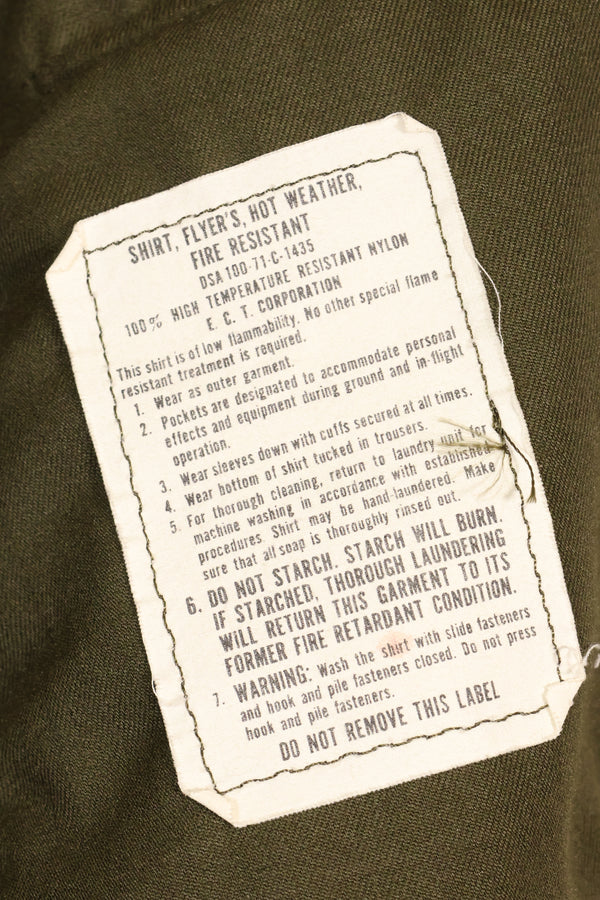 SHIRT, FLYER'S, HOT WEATHER,
FIRE RESISTANT
DSA 100-71-C-1435
100% HIGH TEMPERATURE RESISTANT NYLON
E. C. T. CORPORATION
This shirt is of low flammability. No other special flame
resistant treatment is required.
1. Wear as outer garment.
2. Pockets are designated to accommodate personal
effects and equipment during ground and in-flight
operation.
3. Wear sleeves down with cuffs secured at all times.
4. Wear bottom of shirt tucked in trousers.
5. For thorough cleaning, return to laundry unit for
machine washing in accordance with established
procedures. Shirt may be hand-laundered. Make
sure that all soap is thoroughly rinsed out.
6. DO NOT STARCH. STARCH WILL BURN.
IF STARCHED, THOROUGH LAUNDERING
WILL RETURN THIS GARMENT TO ITS
FORMER FIRE RETARDANT CONDITION.
7. WARNING: Wash the shirt with slide fasteners
and hook and pile fasteners closed. Do not press
hook and pile fasteners.
DO NOT REMOVE THIS LABEL